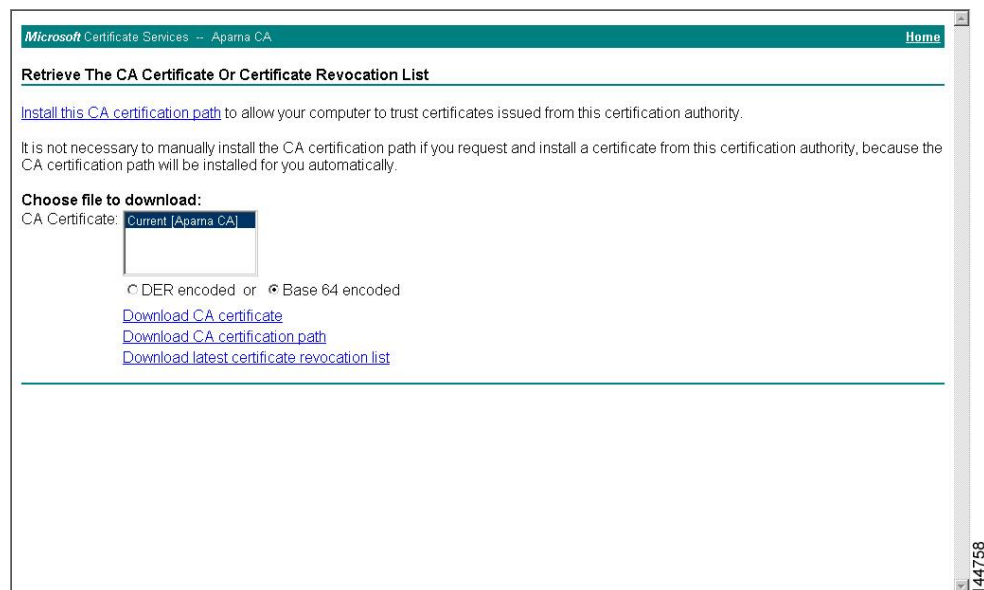 Microsoft Certificate Services -- Aparna CA Home
Retrieve The CA Certificate Or Certificate Revocation List
Install this CA certification path to allow your computer to trust certificates issued from this certification authority.
It is not necessary to manually install the CA certification path if you request and install a certificate from this certification authority, because the
CA certification path will be installed for you automatically.
Choose file to download:
CA Certificate: Current [Aparna CA]
DER encoded or Base 64 encoded
Download CA certificate
Download CA certification path
Download latest certificate revocation list
144758